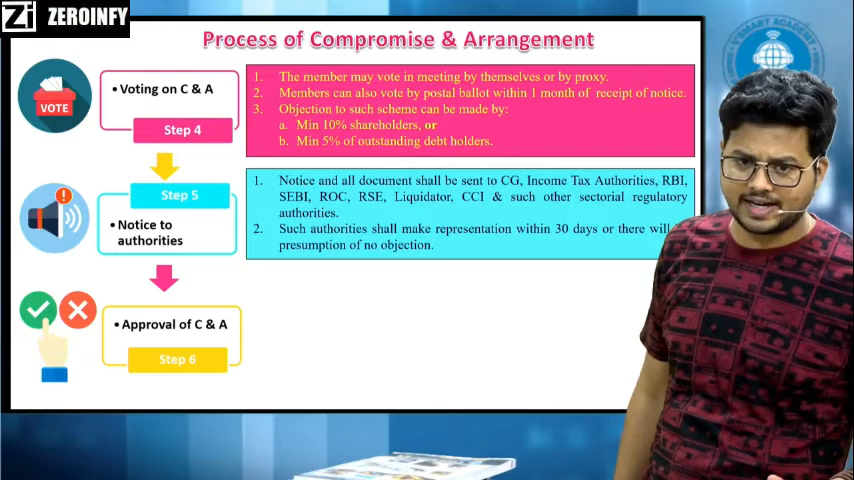 Zi ZEROINFY
Process of Compromise & Arrangement
VOTE
• Voting on C & A
Step 4
1. The member may vote in meeting by themselves or by proxy.
2. Members can also vote by postal ballot within 1 month of receipt of notice.
3. Objection to such scheme can be made by:
a. Min 10% shareholders, or
b. Min 5% of outstanding debt holders.
Step 5
• Notice to
authorities
1. Notice and all document shall be sent to CG, Income Tax Authorities, RBI,
SEBI, ROC, RSE, Liquidator, CCI & such other sectorial regulatory
authorities.
2. Such authorities shall make representation within 30 days or there will
presumption of no objection.
• Approval of C & A
Step 6
V'SMART ACADEMY